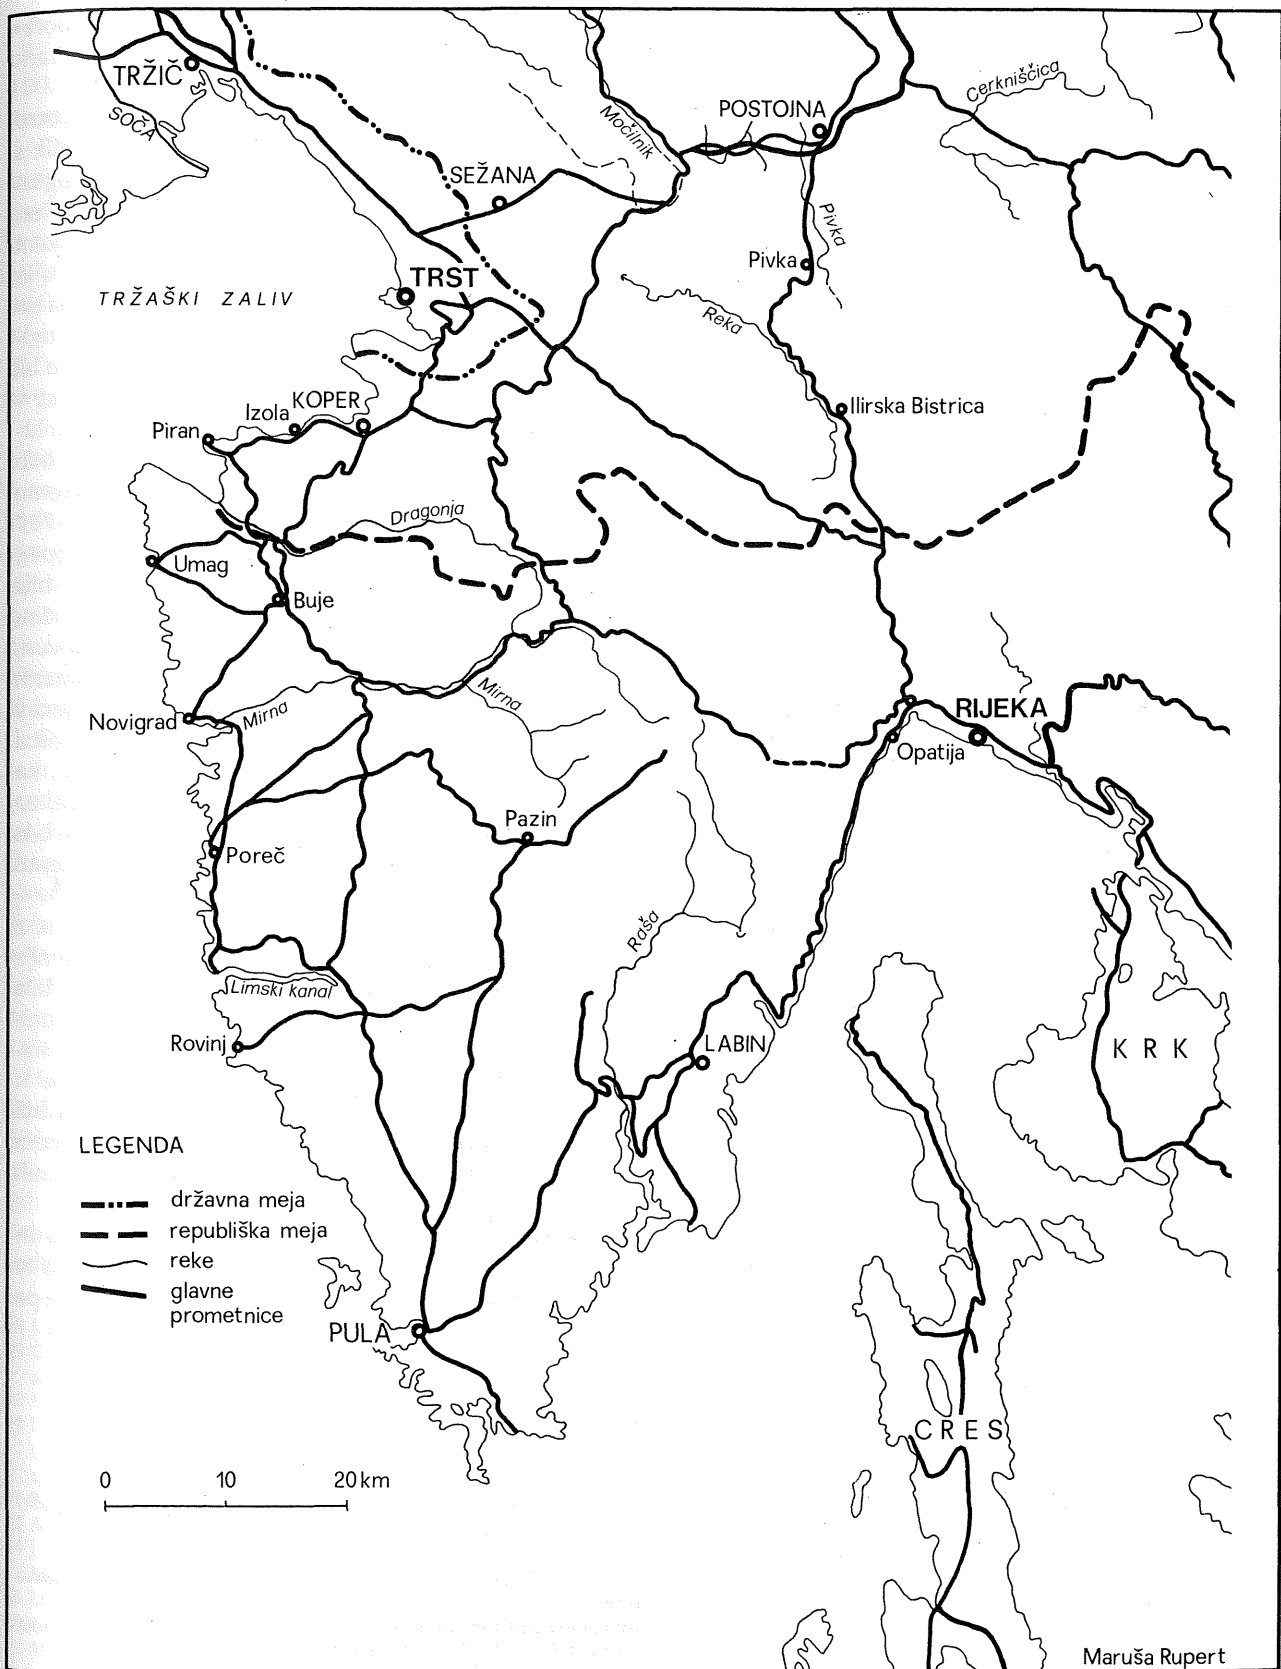 TRŽIČ
SOČA
Močilnik
POSTOJNA
Cerkniščica
SEŽANA
Pivka
Pivka
TRST
TRŽAŠKI ZALIV
Reka
Izola
KOPER
Piran
Ilirska Bistrica
Dragonja
Umag
Buje
Mirna
Novigrad
Mirna
RIJEKA
Opatija
Pazin
Poreč
Raša
Limski kanal
Rovinj
LABIN
KRK
LEGENDA
državna meja
republiška meja
reke
glavne
prometnice
PULA
CRES
0 10 20 km
Maruša Rupert